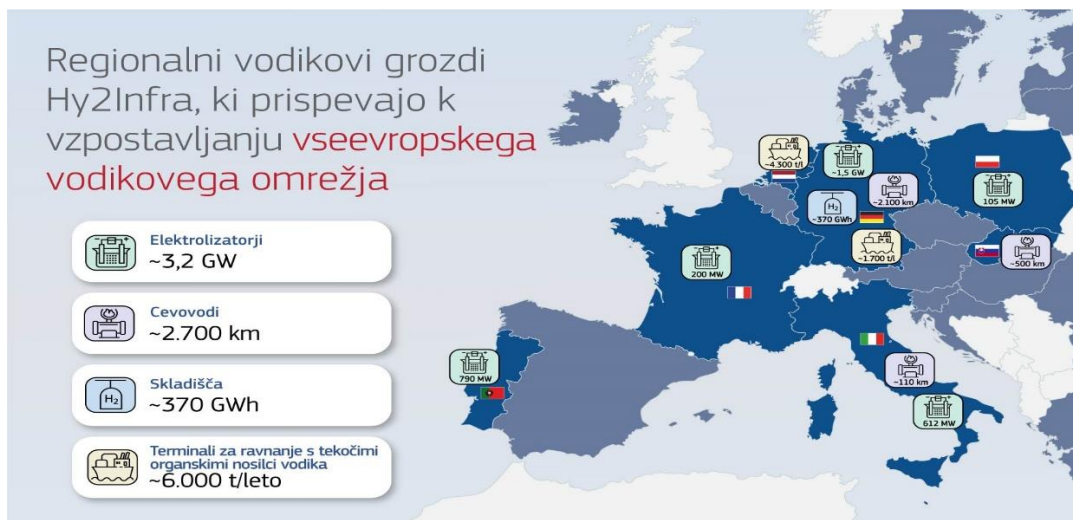 Regionalni vodikovi grozdi
Hy2Infra, ki prispevajo k
vzpostavljanju vseevropskega
vodikovega omrežja
Elektrolizatorji
~3,2 GW
Cevovodi
~2.700 km
H₂
Skladišča
~370 GWh
Terminali za ravnanje s tekočimi
organskimi nosilci vodika
~6.000 t/leto
~4.300 t/l
~1,5 GW
~2.100 km
105 MW
H₂
~370 GWh
~1.700 t/l
~500 km
200 MW
790 MW
~110 km
612 MW